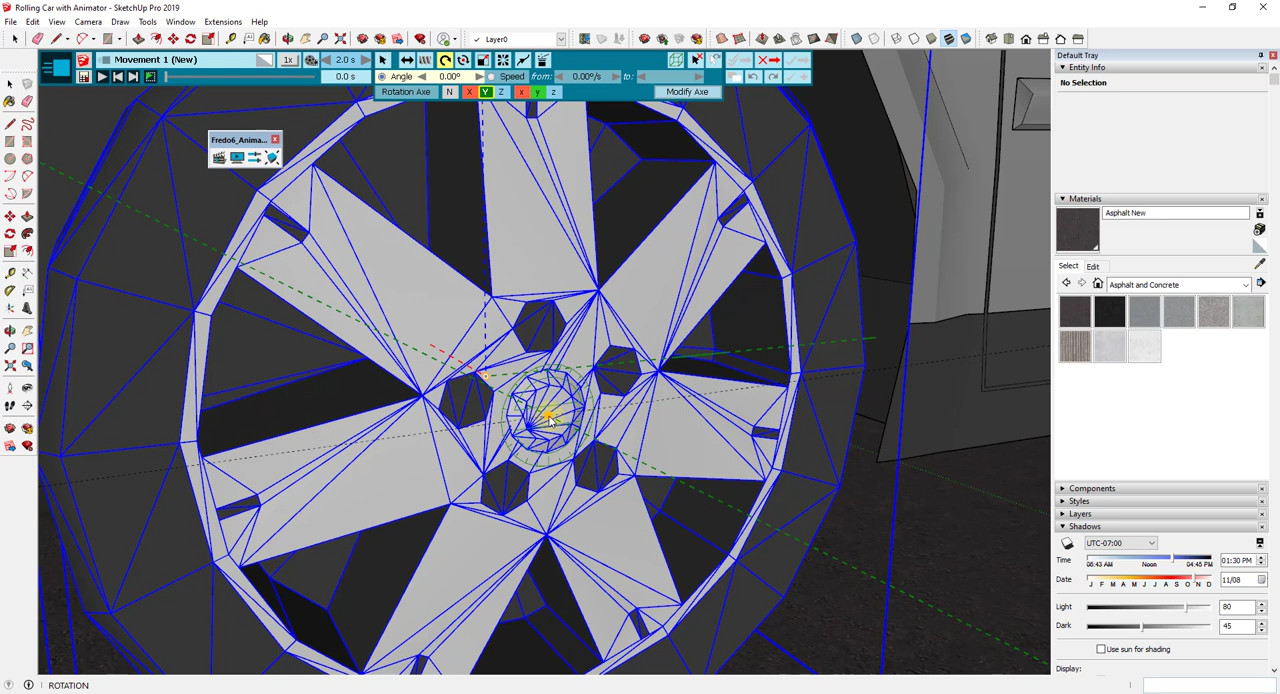 Rolling Car with Animator - SketchUp Pro 2019
File Edit View Camera Draw Tools Window Extensions Help
Layer0
Movement 1 (New)
1x
2.0 s
0.0 s
Angle 0.00° Speed from: 0.00°/s to:
Rotation Axe N X Y Z x y z Modify Axe
Fredo6_Anima...
Default Tray
Entity Info
No Selection
Materials
Asphalt New
Select Edit
Asphalt and Concrete
Components
Styles
Layers
Shadows
UTC-07:00
Time 01:30 PM
06:43 AM Noon 04:45 PM
Date 11/08
J F M A M J J A S O N D
Light 80
Dark 45
Use sun for shading
Display:
ROTATION